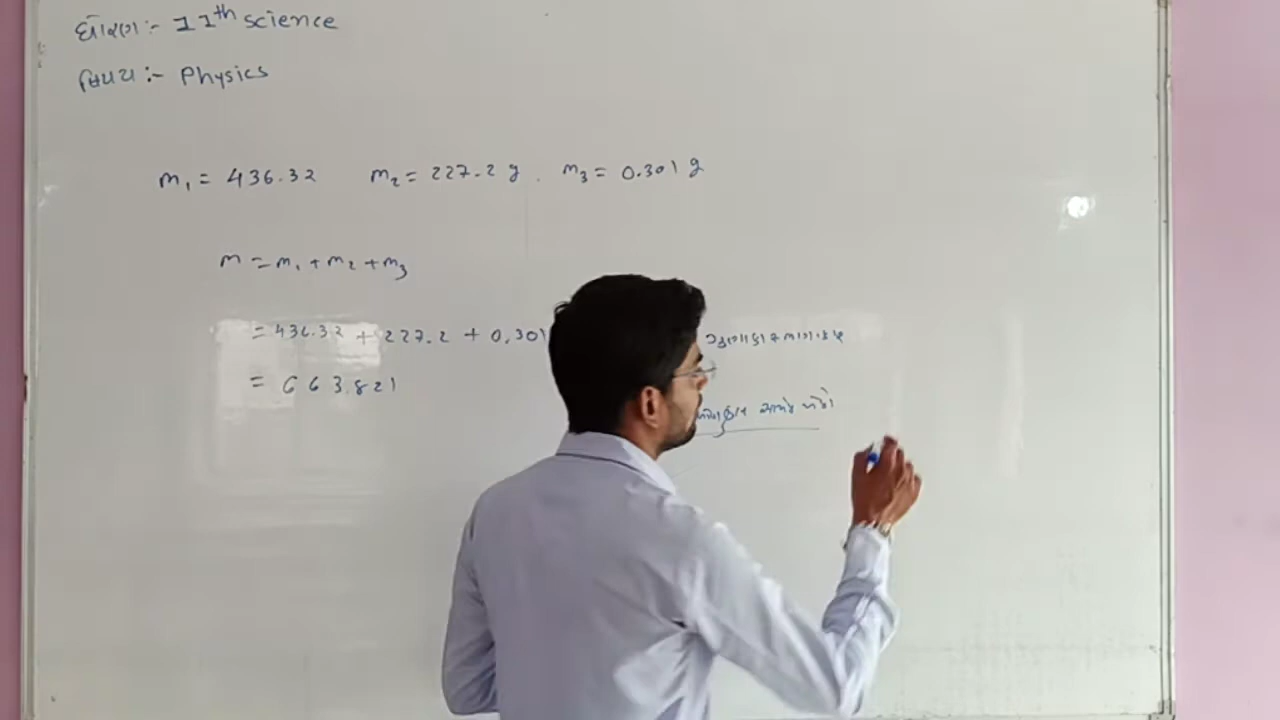 ધોરણ :- 11th science
વિષય :- Physics
m₁ = 436.32 m₂ = 227.2 g . m₃ = 0.301 g
m = m₁ + m₂ + m₃
= 436.32 + 227.2 + 0.301
= 663.821